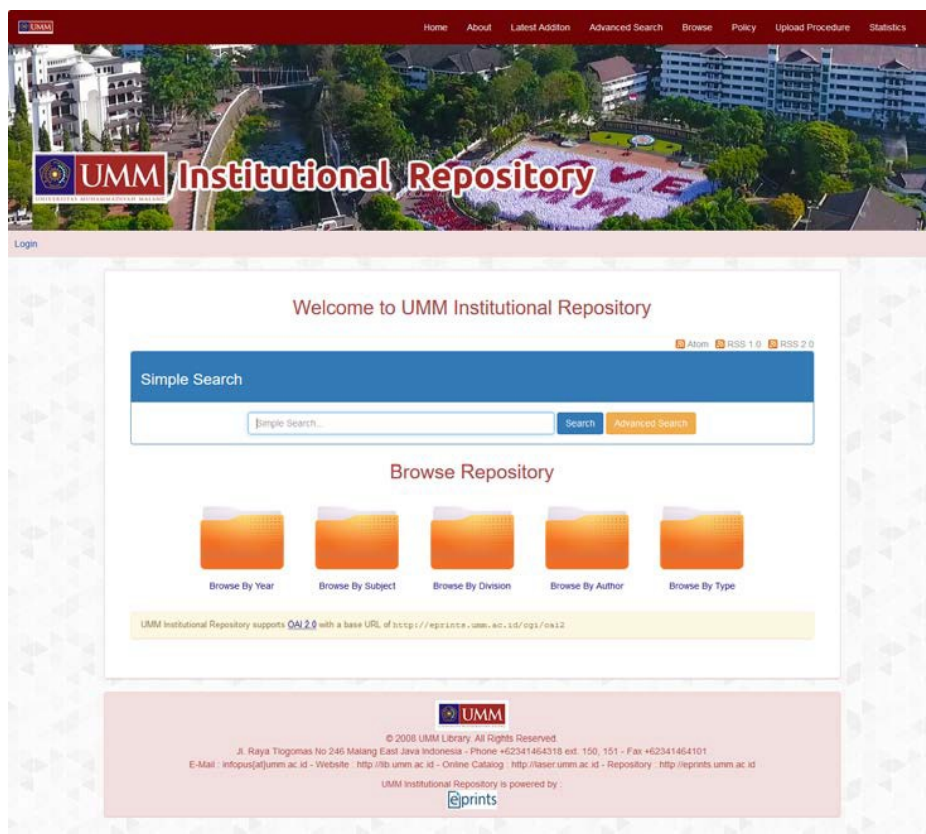 UMM
Home About Latest Additon Advanced Search Browse Policy Upload Procedure Statistics
UMM Institutional Repository
UNIVERSITAS MUHAMMADIYAH MALANG
LOVE
UMM
Login
Welcome to UMM Institutional Repository
Atom RSS 1.0 RSS 2.0
Simple Search
Simple Search... Search Advanced Search
Browse Repository
Browse By Year Browse By Subject Browse By Division Browse By Author Browse By Type
UMM Institutional Repository supports OAI 2.0 with a base URL of http://eprints.umm.ac.id/cgi/oai2
UMM
© 2008 UMM Library. All Rights Reserved.
Jl. Raya Tlogomas No 246 Malang East Java Indonesia - Phone +62341464318 ext. 150, 151 - Fax +62341464101
E-Mail : infopus[at]umm.ac.id - Website : http://lib.umm.ac.id - Online Catalog : http://laser.umm.ac.id - Repository : http://eprints.umm.ac.id
UMM Institutional Repository is powered by :
eprints